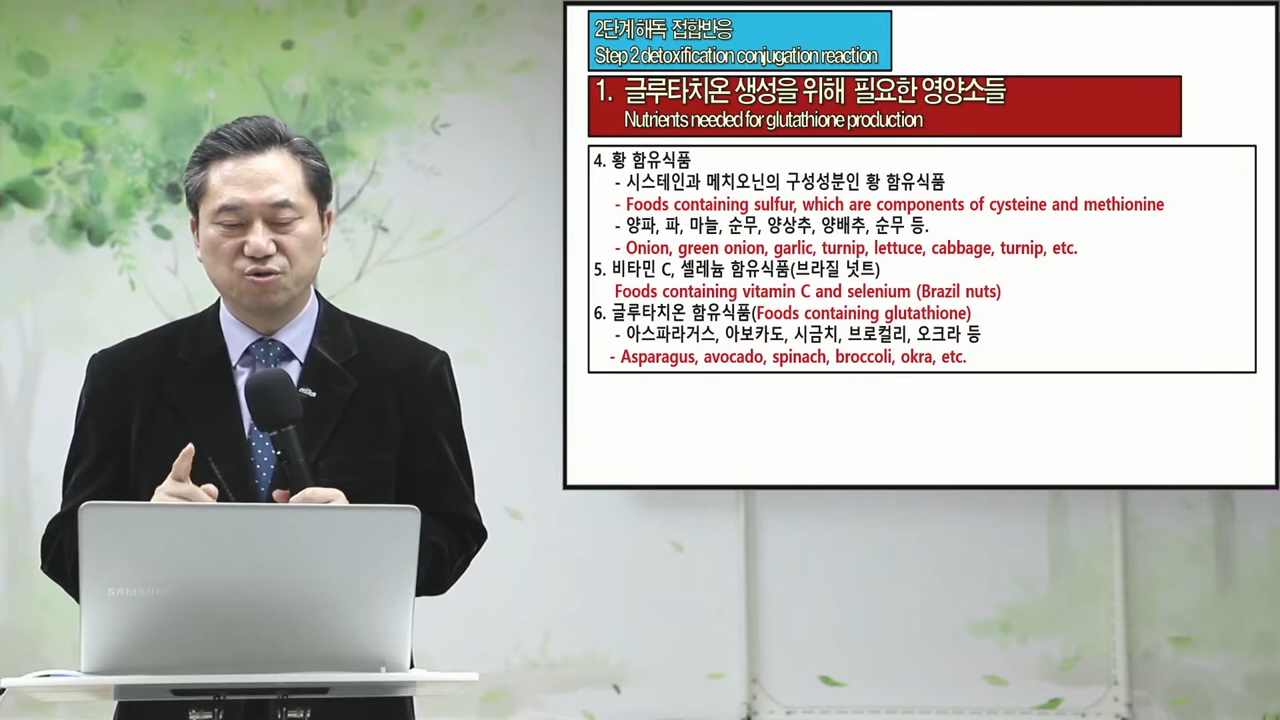 2단계 해독 접합반응
Step 2 detoxification conjugation reaction
1. 글루타치온 생성을 위해 필요한 영양소들
Nutrients needed for glutathione production
4. 황 함유식품
- 시스테인과 메치오닌의 구성성분인 황 함유식품
- Foods containing sulfur, which are components of cysteine and methionine
- 양파, 파, 마늘, 순무, 양상추, 양배추, 순무 등.
- Onion, green onion, garlic, turnip, lettuce, cabbage, turnip, etc.
5. 비타민 C, 셀레늄 함유식품(브라질 넛트)
Foods containing vitamin C and selenium (Brazil nuts)
6. 글루타치온 함유식품(Foods containing glutathione)
- 아스파라거스, 아보카도, 시금치, 브로컬리, 오크라 등
- Asparagus, avocado, spinach, broccoli, okra, etc.
SAMSUNG